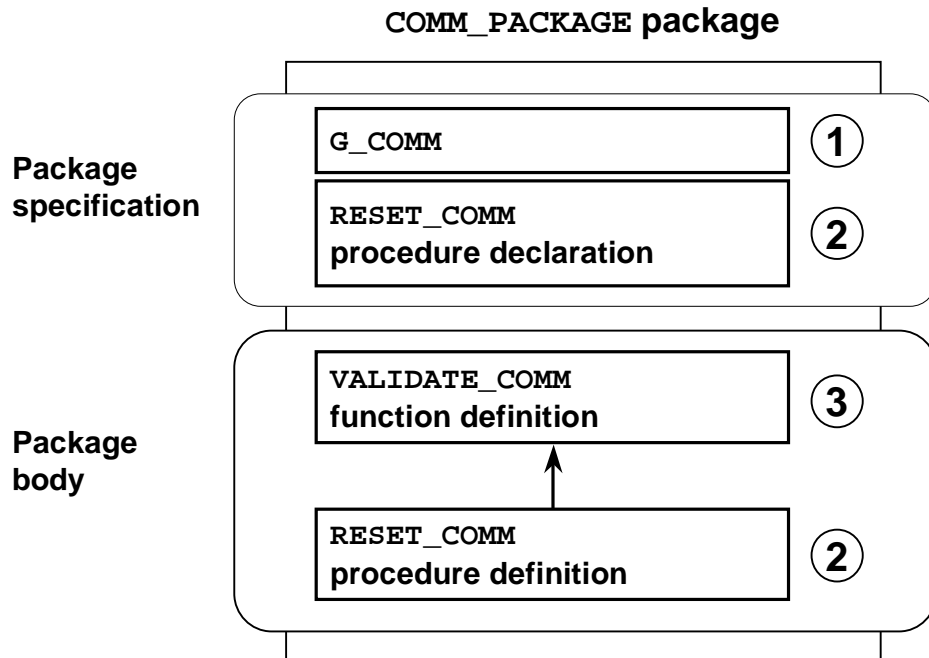 COMM_PACKAGE package
Package
specification
G_COMM
1
RESET_COMM
procedure declaration
2
Package
body
VALIDATE_COMM
function definition
3
RESET_COMM
procedure definition
2